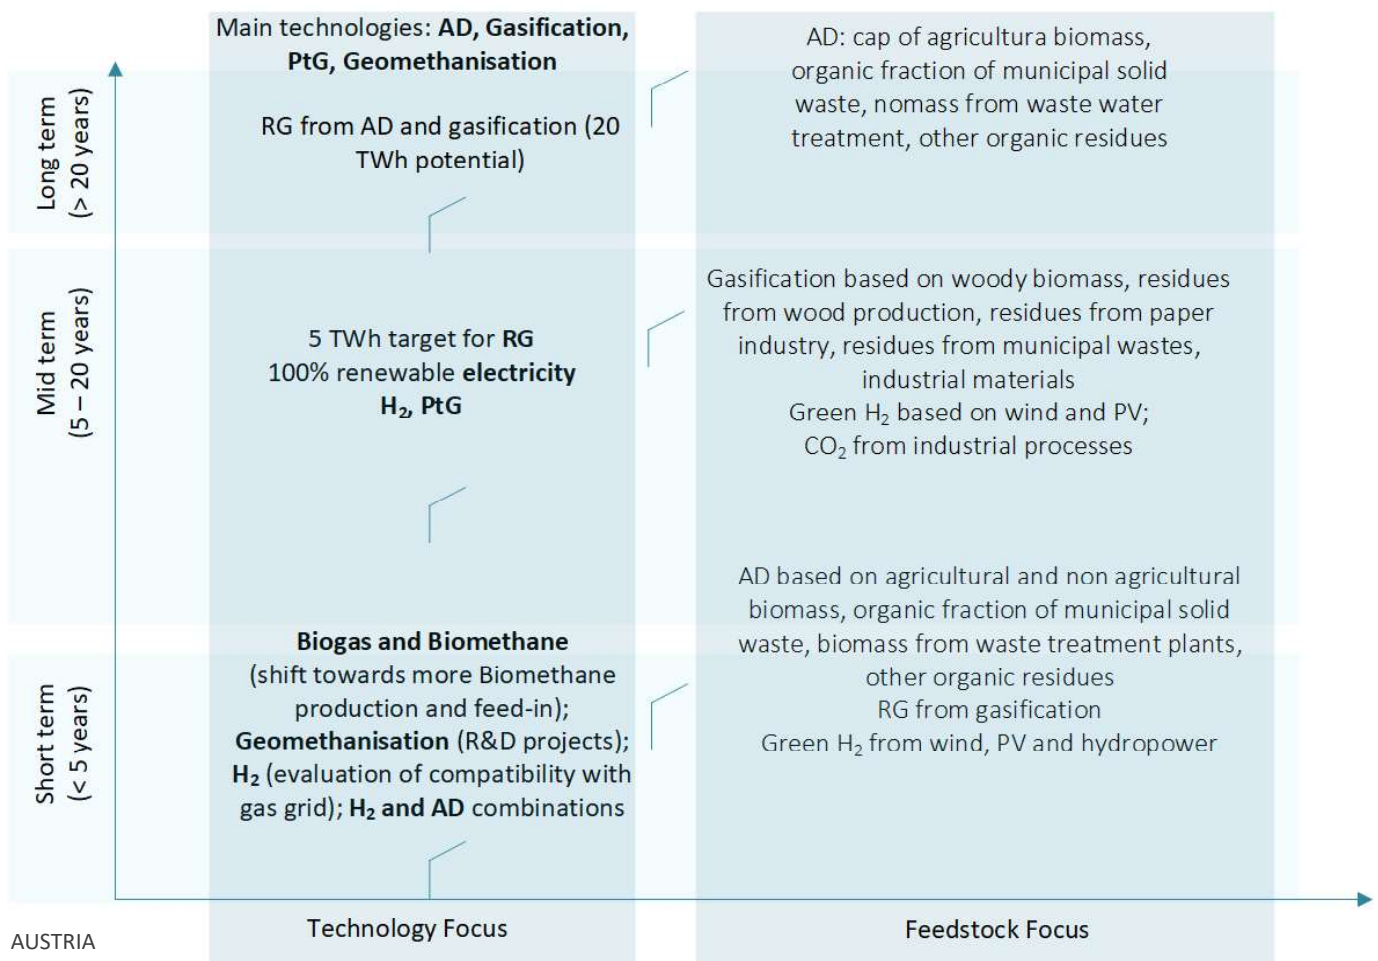 Main technologies: AD, Gasification,
PtG, Geomethanisation
RG from AD and gasification (20
TWh potential)
AD: cap of agricultura biomass,
organic fraction of municipal solid
waste, nomass from waste water
treatment, other organic residues
Long term
(> 20 years)
5 TWh target for RG
100% renewable electricity
H₂, PtG
Gasification based on woody biomass, residues
from wood production, residues from paper
industry, residues from municipal wastes,
industrial materials
Green H₂ based on wind and PV;
CO₂ from industrial processes
Mid term
(5 – 20 years)
Biogas and Biomethane
(shift towards more Biomethane
production and feed-in);
Geomethanisation (R&D projects);
H₂ (evaluation of compatibility with
gas grid); H₂ and AD combinations
AD based on agricultural and non agricultural
biomass, organic fraction of municipal solid
waste, biomass from waste treatment plants,
other organic residues
RG from gasification
Green H₂ from wind, PV and hydropower
Short term
(< 5 years)
Technology Focus
Feedstock Focus
AUSTRIA